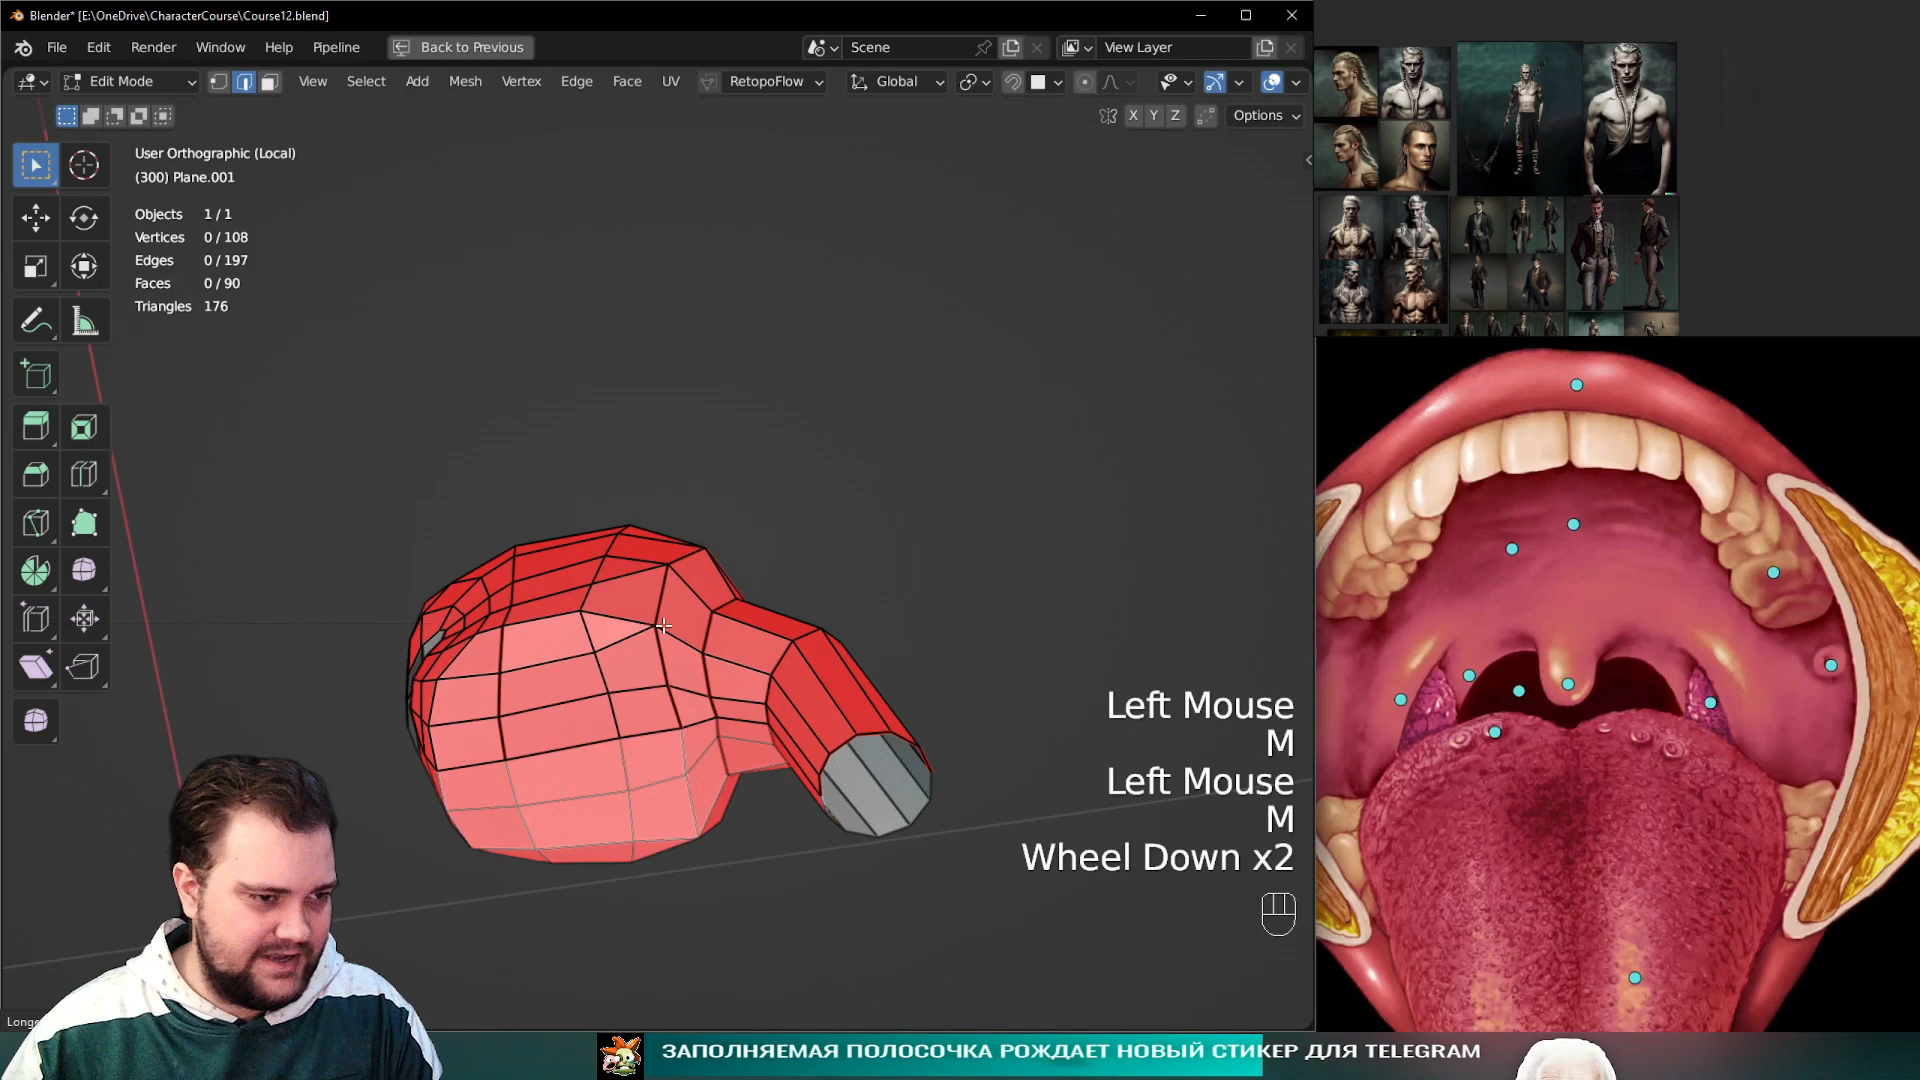 Blender* [E:\OneDrive\CharacterCourse\Course12.blend]
File Edit Render Window Help Pipeline Back to Previous Scene View Layer
Edit Mode View Select Add Mesh Vertex Edge Face UV RetopoFlow Global
X Y Z Options
User Orthographic (Local)
(300) Plane.001
Objects 1 / 1
Vertices 0 / 108
Edges 0 / 197
Faces 0 / 90
Triangles 176
Left Mouse
M
Left Mouse
M
Wheel Down x2
ЗАПОЛНЯЕМАЯ ПОЛОСОЧКА РОЖДАЕТ НОВЫЙ СТИКЕР ДЛЯ TELEGRAM